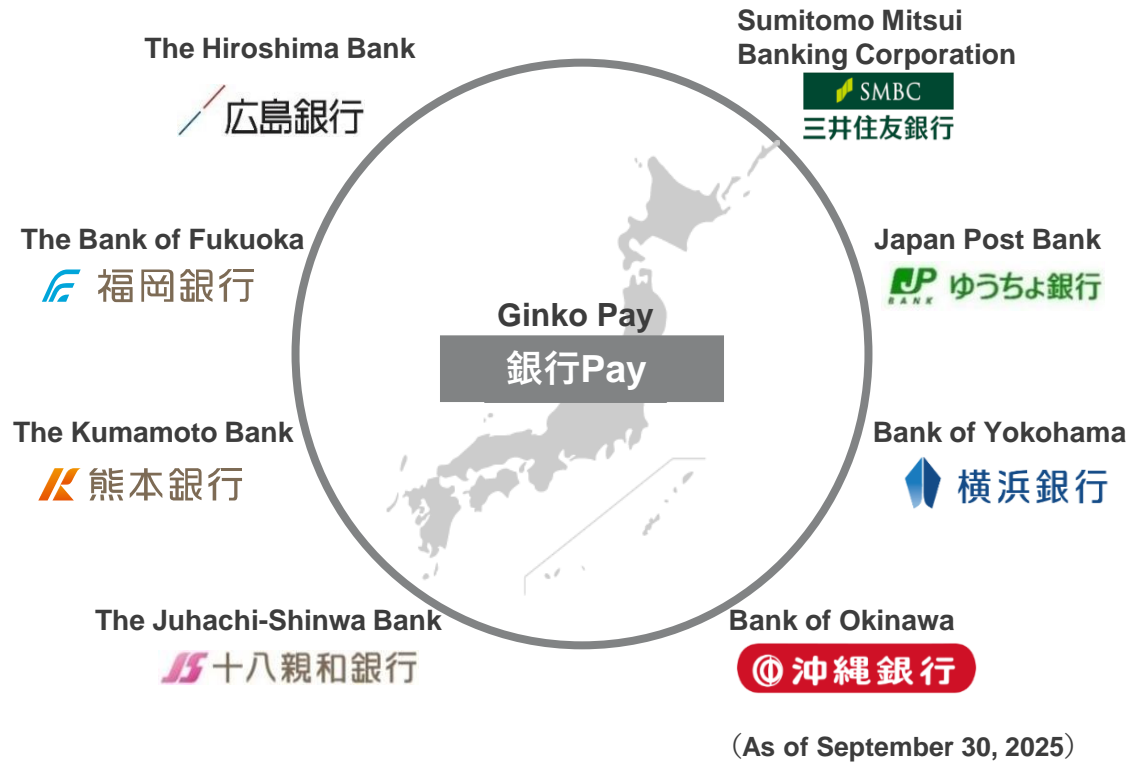 The Hiroshima Bank
広島銀行
Sumitomo Mitsui
Banking Corporation
SMBC
三井住友銀行
The Bank of Fukuoka
福岡銀行
Japan Post Bank
JP
BANK
ゆうちょ銀行
Ginko Pay
銀行Pay
The Kumamoto Bank
熊本銀行
Bank of Yokohama
横浜銀行
The Juhachi-Shinwa Bank
十八親和銀行
Bank of Okinawa
沖縄銀行
（As of September 30, 2025）